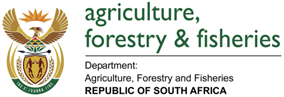 agriculture,
forestry & fisheries
Department:
Agriculture, Forestry and Fisheries
REPUBLIC OF SOUTH AFRICA